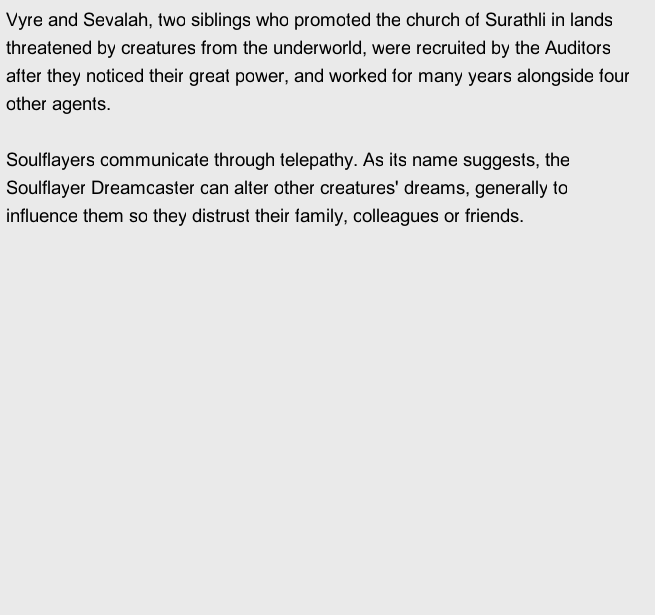 Vyre and Sevalah, two siblings who promoted the church of Surathli in lands
threatened by creatures from the underworld, were recruited by the Auditors
after they noticed their great power, and worked for many years alongside four
other agents.

Soulflayers communicate through telepathy. As its name suggests, the
Soulflayer Dreamcaster can alter other creatures' dreams, generally to
influence them so they distrust their family, colleagues or friends.